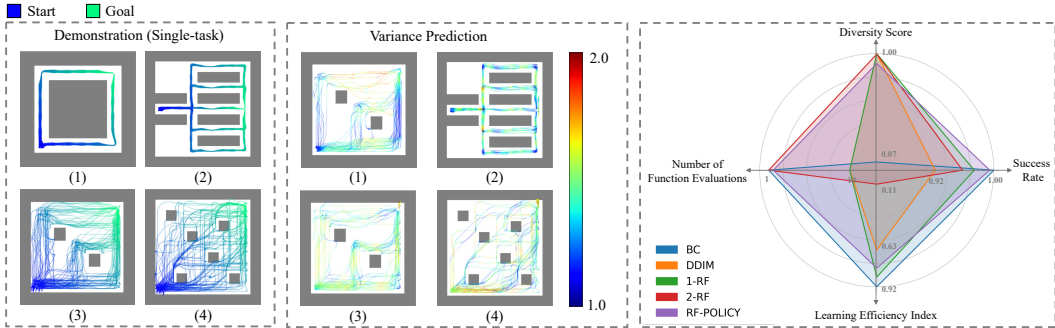 Start
Goal
Demonstration (Single-task)
(1)
(2)
(3)
(4)
Variance Prediction
2.0
1.0
(1)
(2)
(3)
(4)
Diversity Score
1.00
0.07
Number of
Function Evaluations
1
10
Success
Rate
0.92
1.00
0.11
0.63
0.92
Learning Efficiency Index
BC
DDIM
1-RF
2-RF
RF-POLICY